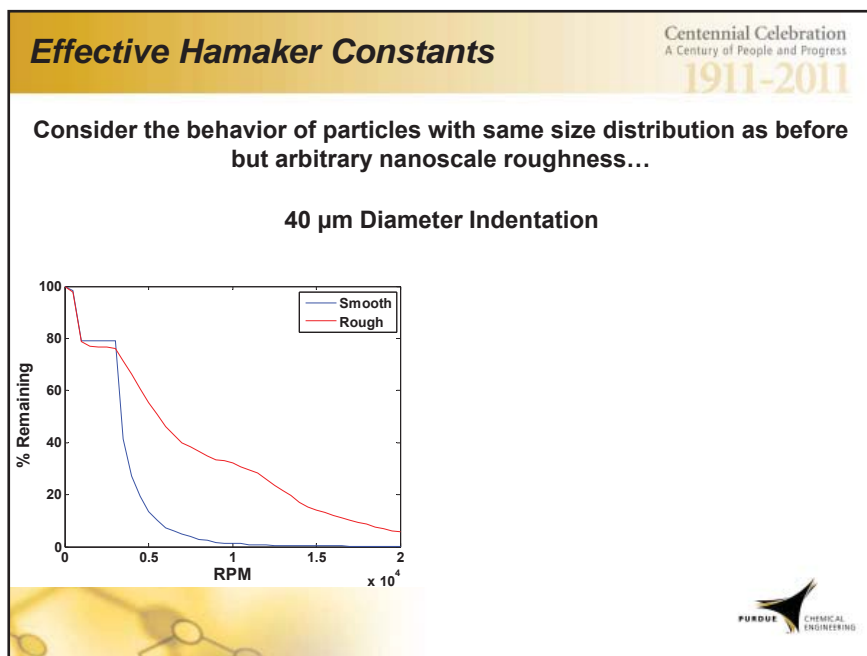 Effective Hamaker Constants
Centennial Celebration
A Century of People and Progress
1911-2011
Consider the behavior of particles with same size distribution as before
but arbitrary nanoscale roughness…
40 µm Diameter Indentation
100
80
60
40
20
0
% Remaining
Smooth
Rough
0
0.5
1
1.5
2
x 10⁴
RPM
PURDUE
CHEMICAL
ENGINEERING